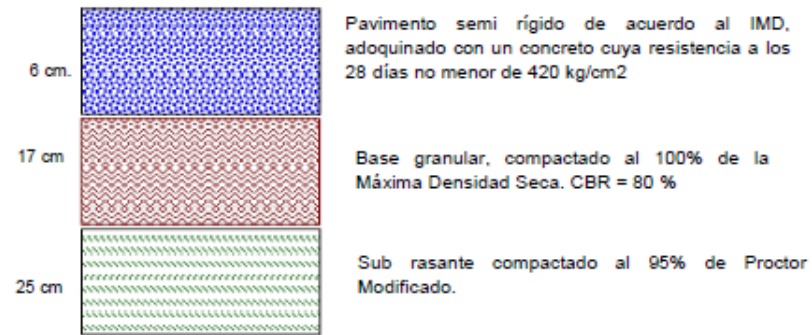 Pavimento semi rígido de acuerdo al IMD,
adoquinado con un concreto cuya resistencia a los
28 días no menor de 420 kg/cm2
6 cm.
17 cm
Base granular, compactado al 100% de la
Máxima Densidad Seca. CBR = 80 %
Sub rasante compactado al 95% de Proctor
Modificado.
25 cm